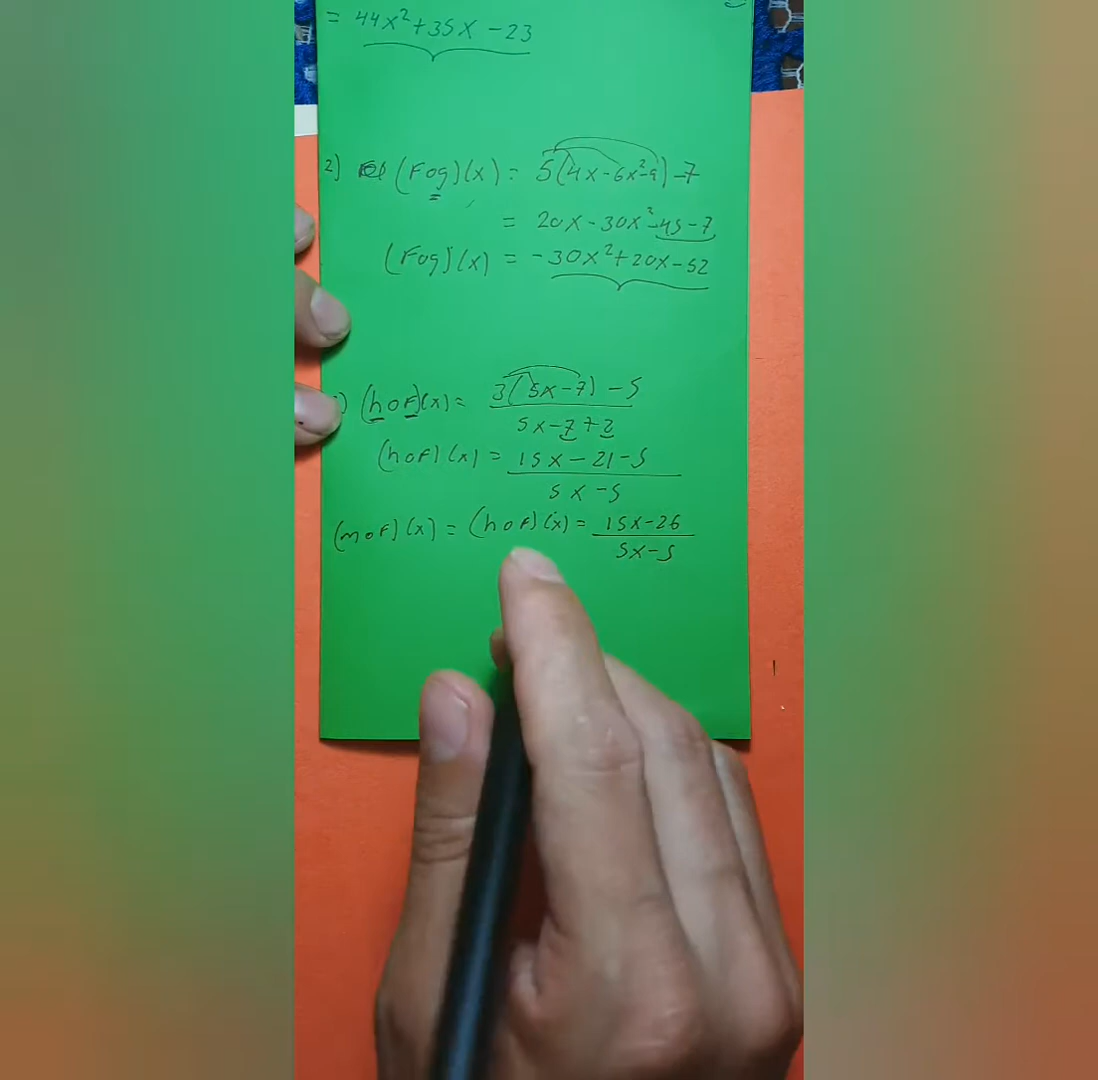 = 44x²+35x-23
2) (Fog)(x) = 5(4x-6x²-9)-7
= 20x-30x²-45-7
(Fog)(x) = -30x²+20x-52
) (hoF)(x) = 3(5x-7)-5
5x-7+2
(hoF)(x) = 15x-21-5
5x-5
(moF)(x) = (hoF)(x) = 15x-26
5x-5